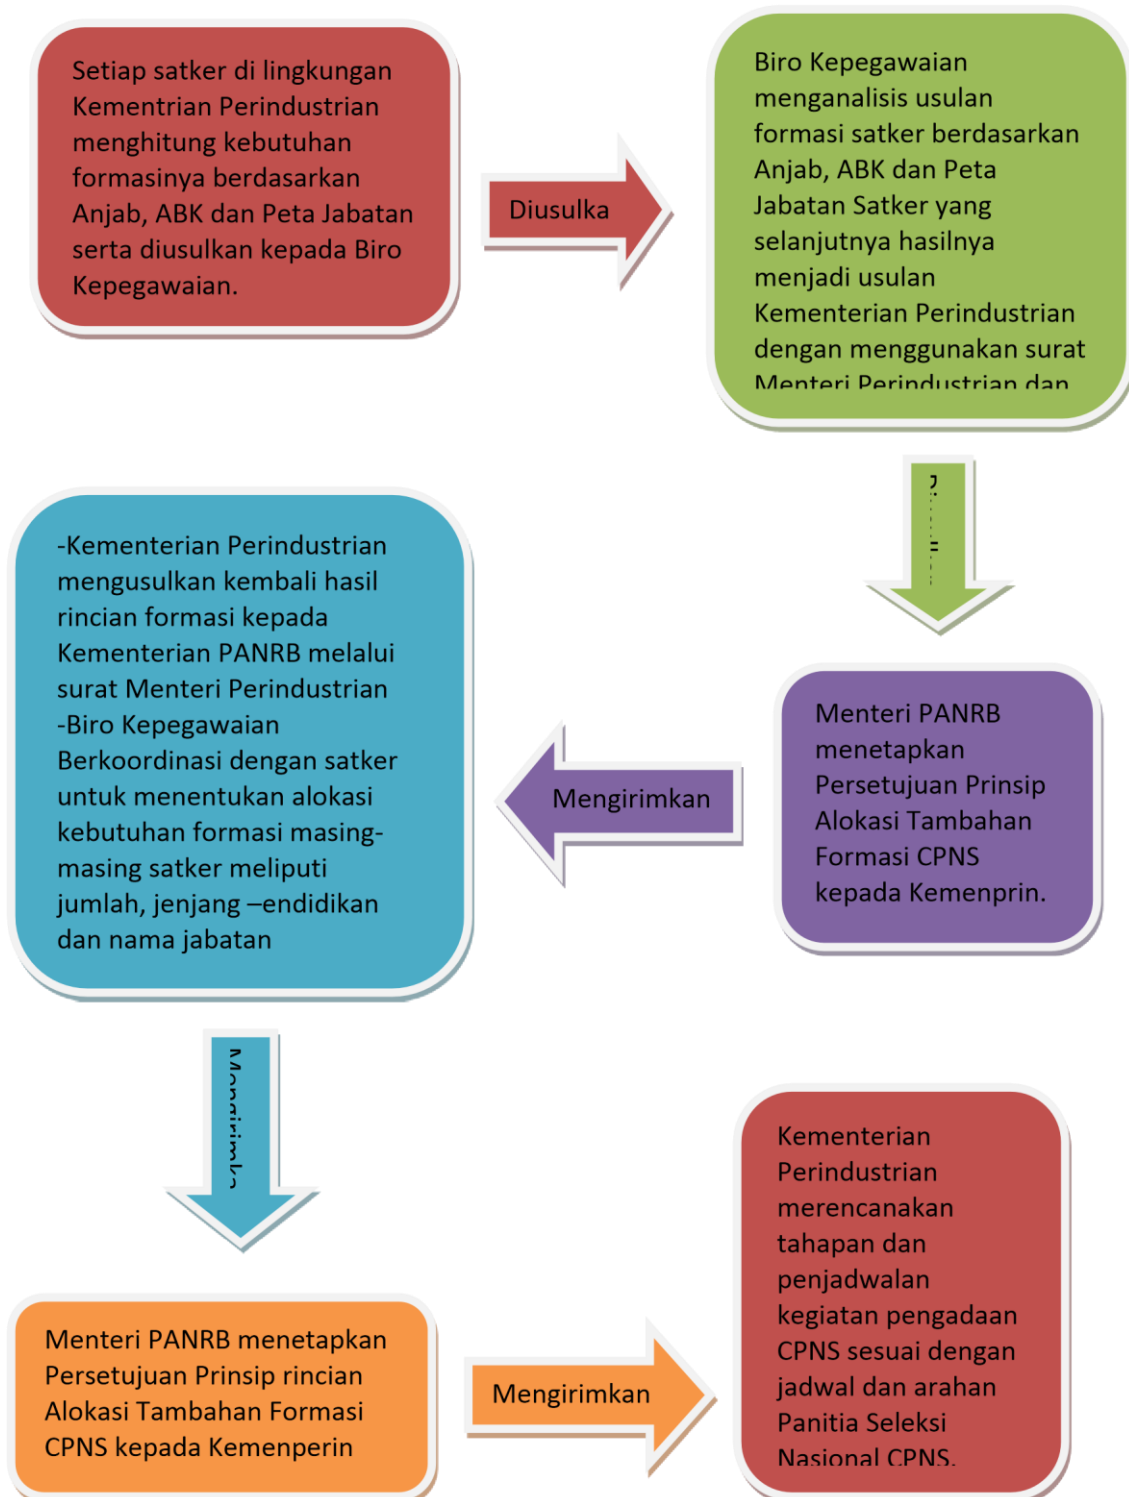 Setiap satker di lingkungan
Kementrian Perindustrian
menghitung kebutuhan
formasinya berdasarkan
Anjab, ABK dan Peta Jabatan
serta diusulkan kepada Biro
Kepegawaian.
Diusulka
Biro Kepegawaian
menganalisis usulan
formasi satker berdasarkan
Anjab, ABK dan Peta
Jabatan Satker yang
selanjutnya hasilnya
menjadi usulan
Kementerian Perindustrian
dengan menggunakan surat
Menteri Perindustrian dan
Menteri PANRB
menetapkan
Persetujuan Prinsip
Alokasi Tambahan
Formasi CPNS
kepada Kemenprin.
Mengirimkan
-Kementerian Perindustrian
mengusulkan kembali hasil
rincian formasi kepada
Kementerian PANRB melalui
surat Menteri Perindustrian
-Biro Kepegawaian
Berkoordinasi dengan satker
untuk menentukan alokasi
kebutuhan formasi masing-
masing satker meliputi
jumlah, jenjang –endidikan
dan nama jabatan
Mengirimka
Menteri PANRB menetapkan
Persetujuan Prinsip rincian
Alokasi Tambahan Formasi
CPNS kepada Kemenperin
Mengirimkan
Kementerian
Perindustrian
merencanakan
tahapan dan
penjadwalan
kegiatan pengadaan
CPNS sesuai dengan
jadwal dan arahan
Panitia Seleksi
Nasional CPNS.